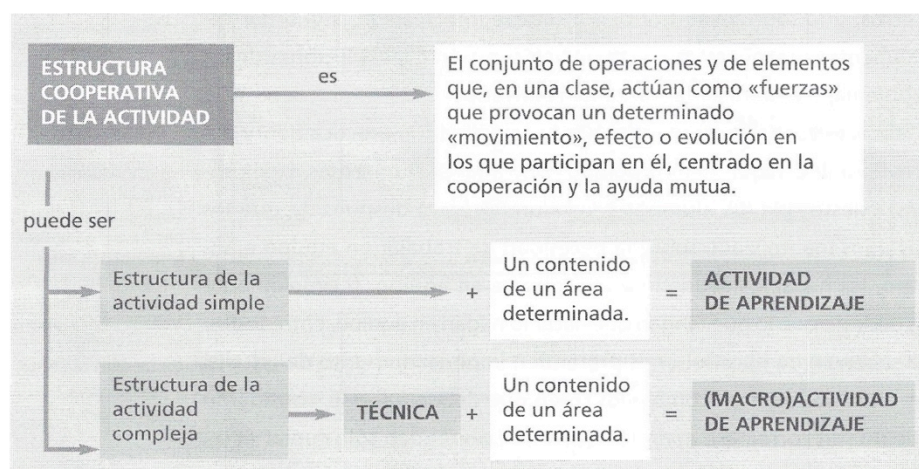 ESTRUCTURA
COOPERATIVA
DE LA ACTIVIDAD
es
El conjunto de operaciones y de elementos
que, en una clase, actúan como «fuerzas»
que provocan un determinado
«movimiento», efecto o evolución en
los que participan en él, centrado en la
cooperación y la ayuda mutua.
puede ser
Estructura de la
actividad simple
+
Un contenido
de un área
determinada.
=
ACTIVIDAD
DE APRENDIZAJE
Estructura de la
actividad
compleja
TÉCNICA
+
Un contenido
de un área
determinada.
=
(MACRO)ACTIVIDAD
DE APRENDIZAJE